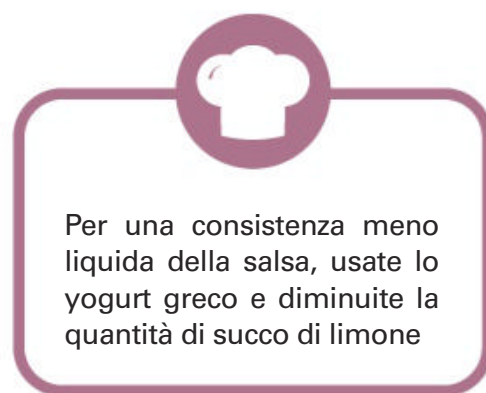 Per una consistenza meno
liquida della salsa, usate lo
yogurt greco e diminuite la
quantità di succo di limone